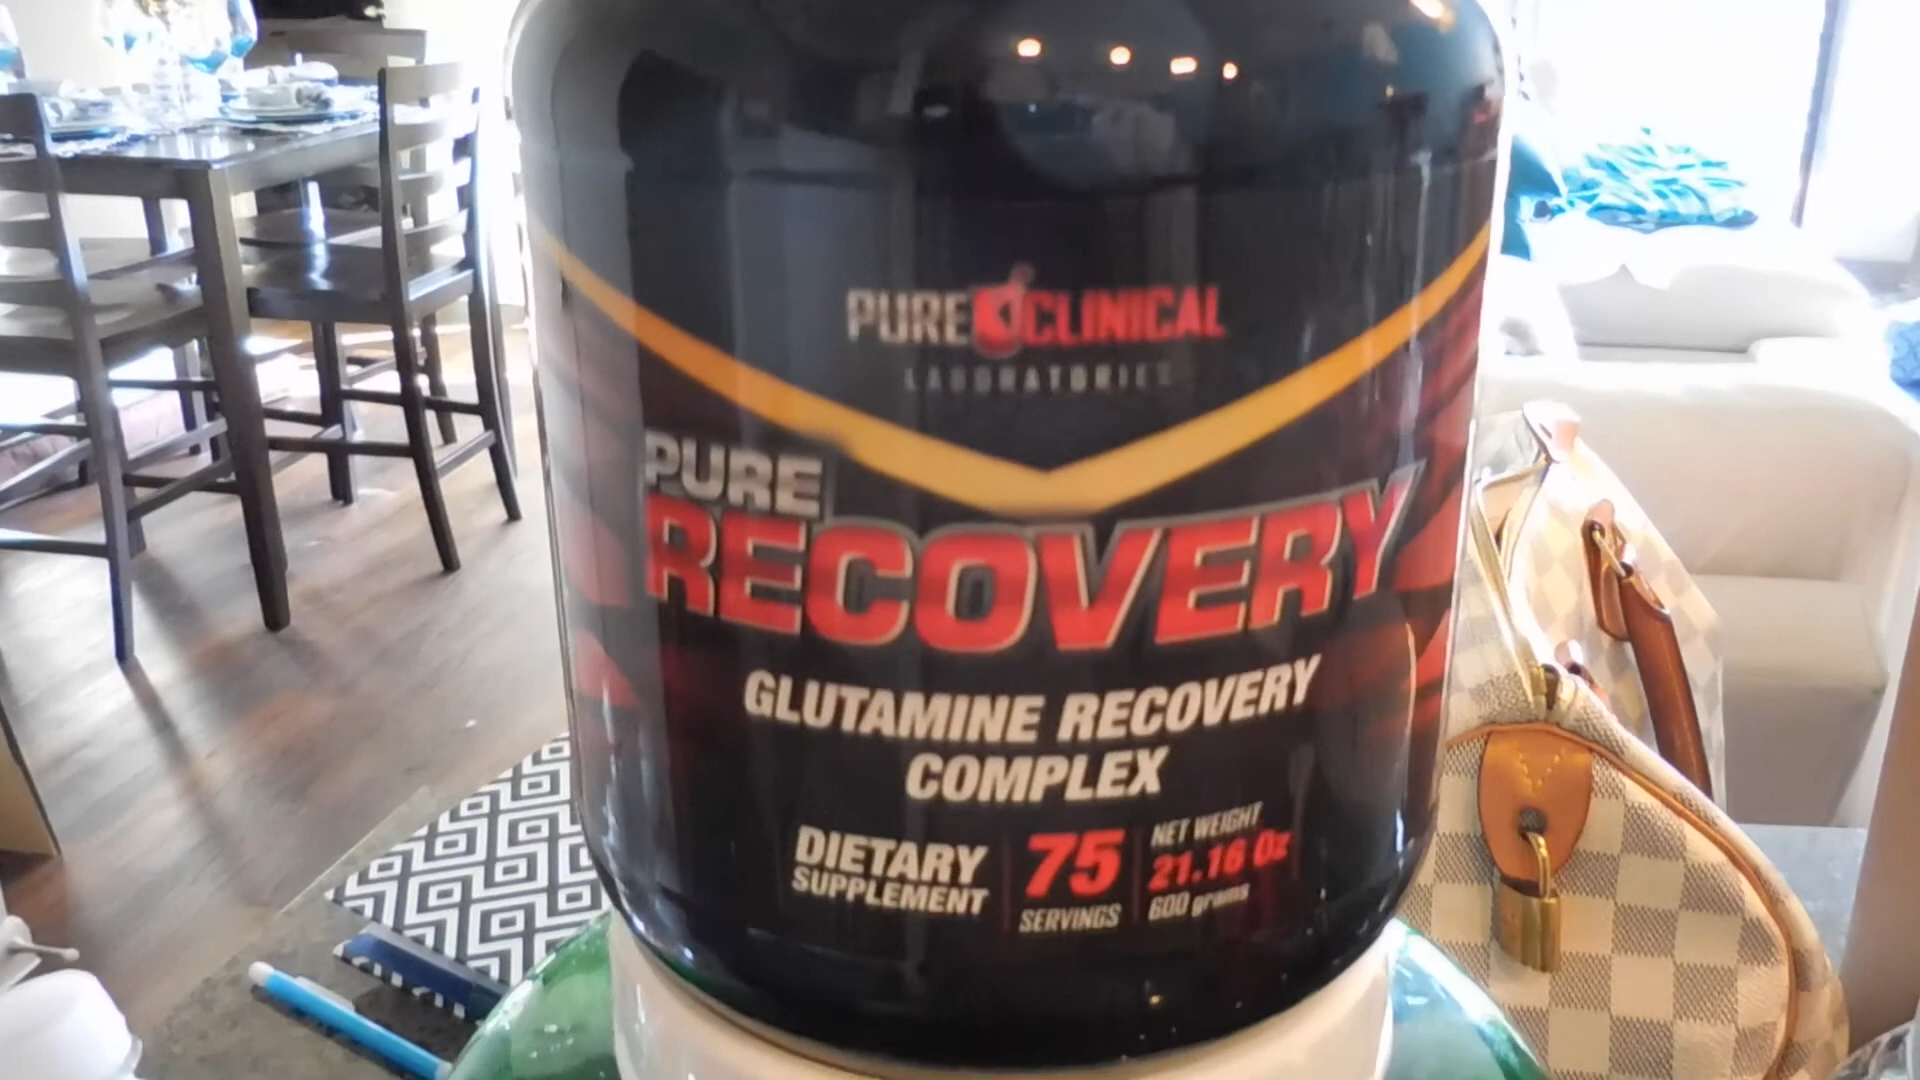 PURE CLINICAL
LABORATORIES
PURE
RECOVERY
GLUTAMINE RECOVERY
COMPLEX
DIETARY
SUPPLEMENT
75
SERVINGS
NET WEIGHT
21.16 Oz
600 grams